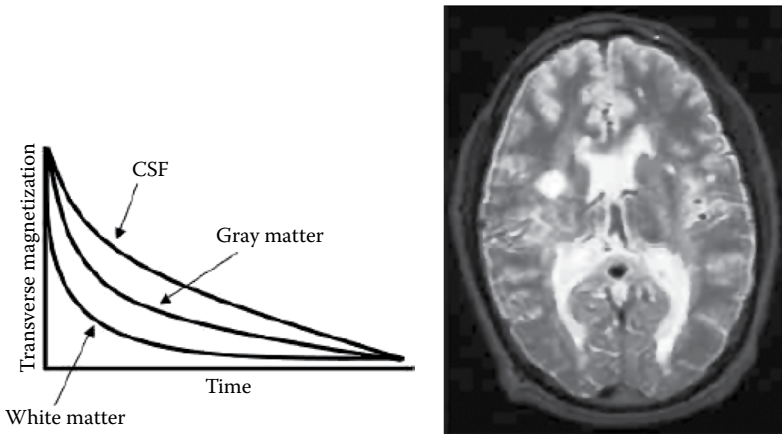 CSF
Gray matter
Transverse magnetization
Time
White matter